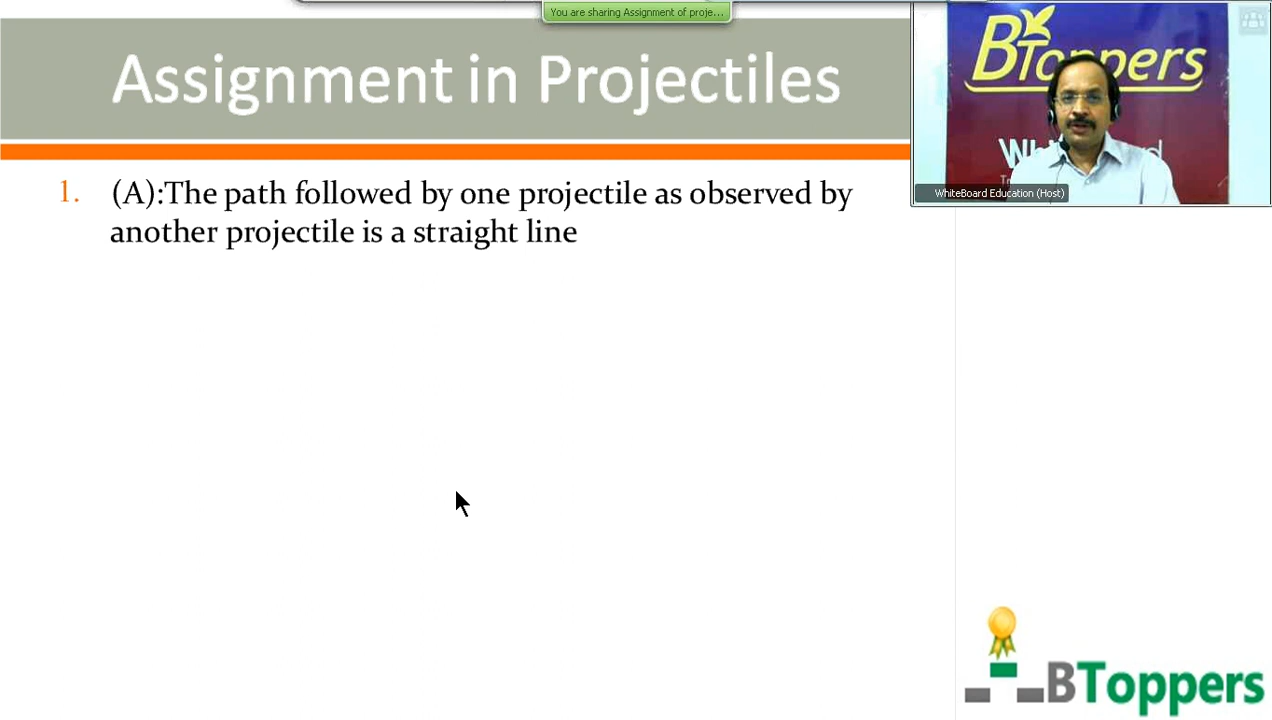 You are sharing Assignment of proje...
Assignment in Projectiles
BToppers
WhiteBoard Education (Host)
1. (A):The path followed by one projectile as observed by
another projectile is a straight line
BToppers